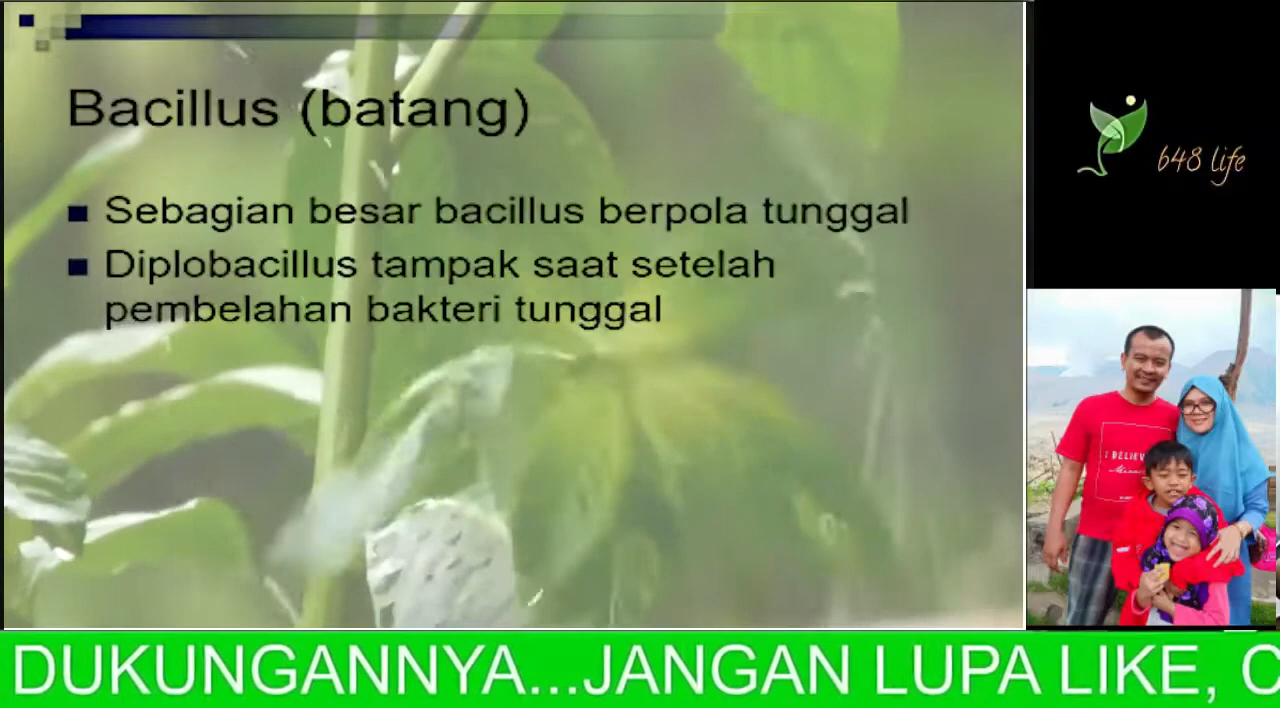 Bacillus (batang)
Sebagian besar bacillus berpola tunggal
Diplobacillus tampak saat setelah
pembelahan bakteri tunggal
648 life
I BELIEV
DUKUNGANNYA...JANGAN LUPA LIKE, C